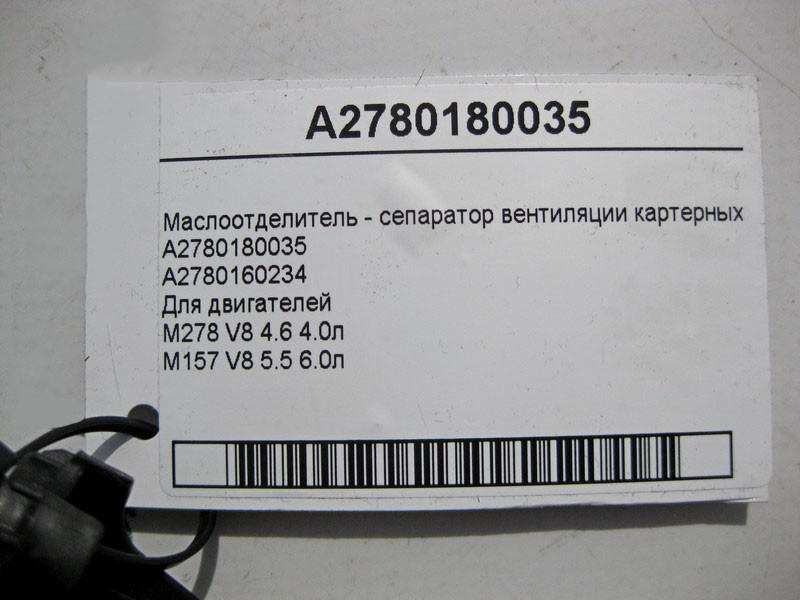 A2780180035
Маслоотделитель - сепаратор вентиляции картерных
A2780180035
A2780160234
Для двигателей
M278 V8 4.6 4.0л
M157 V8 5.5 6.0л